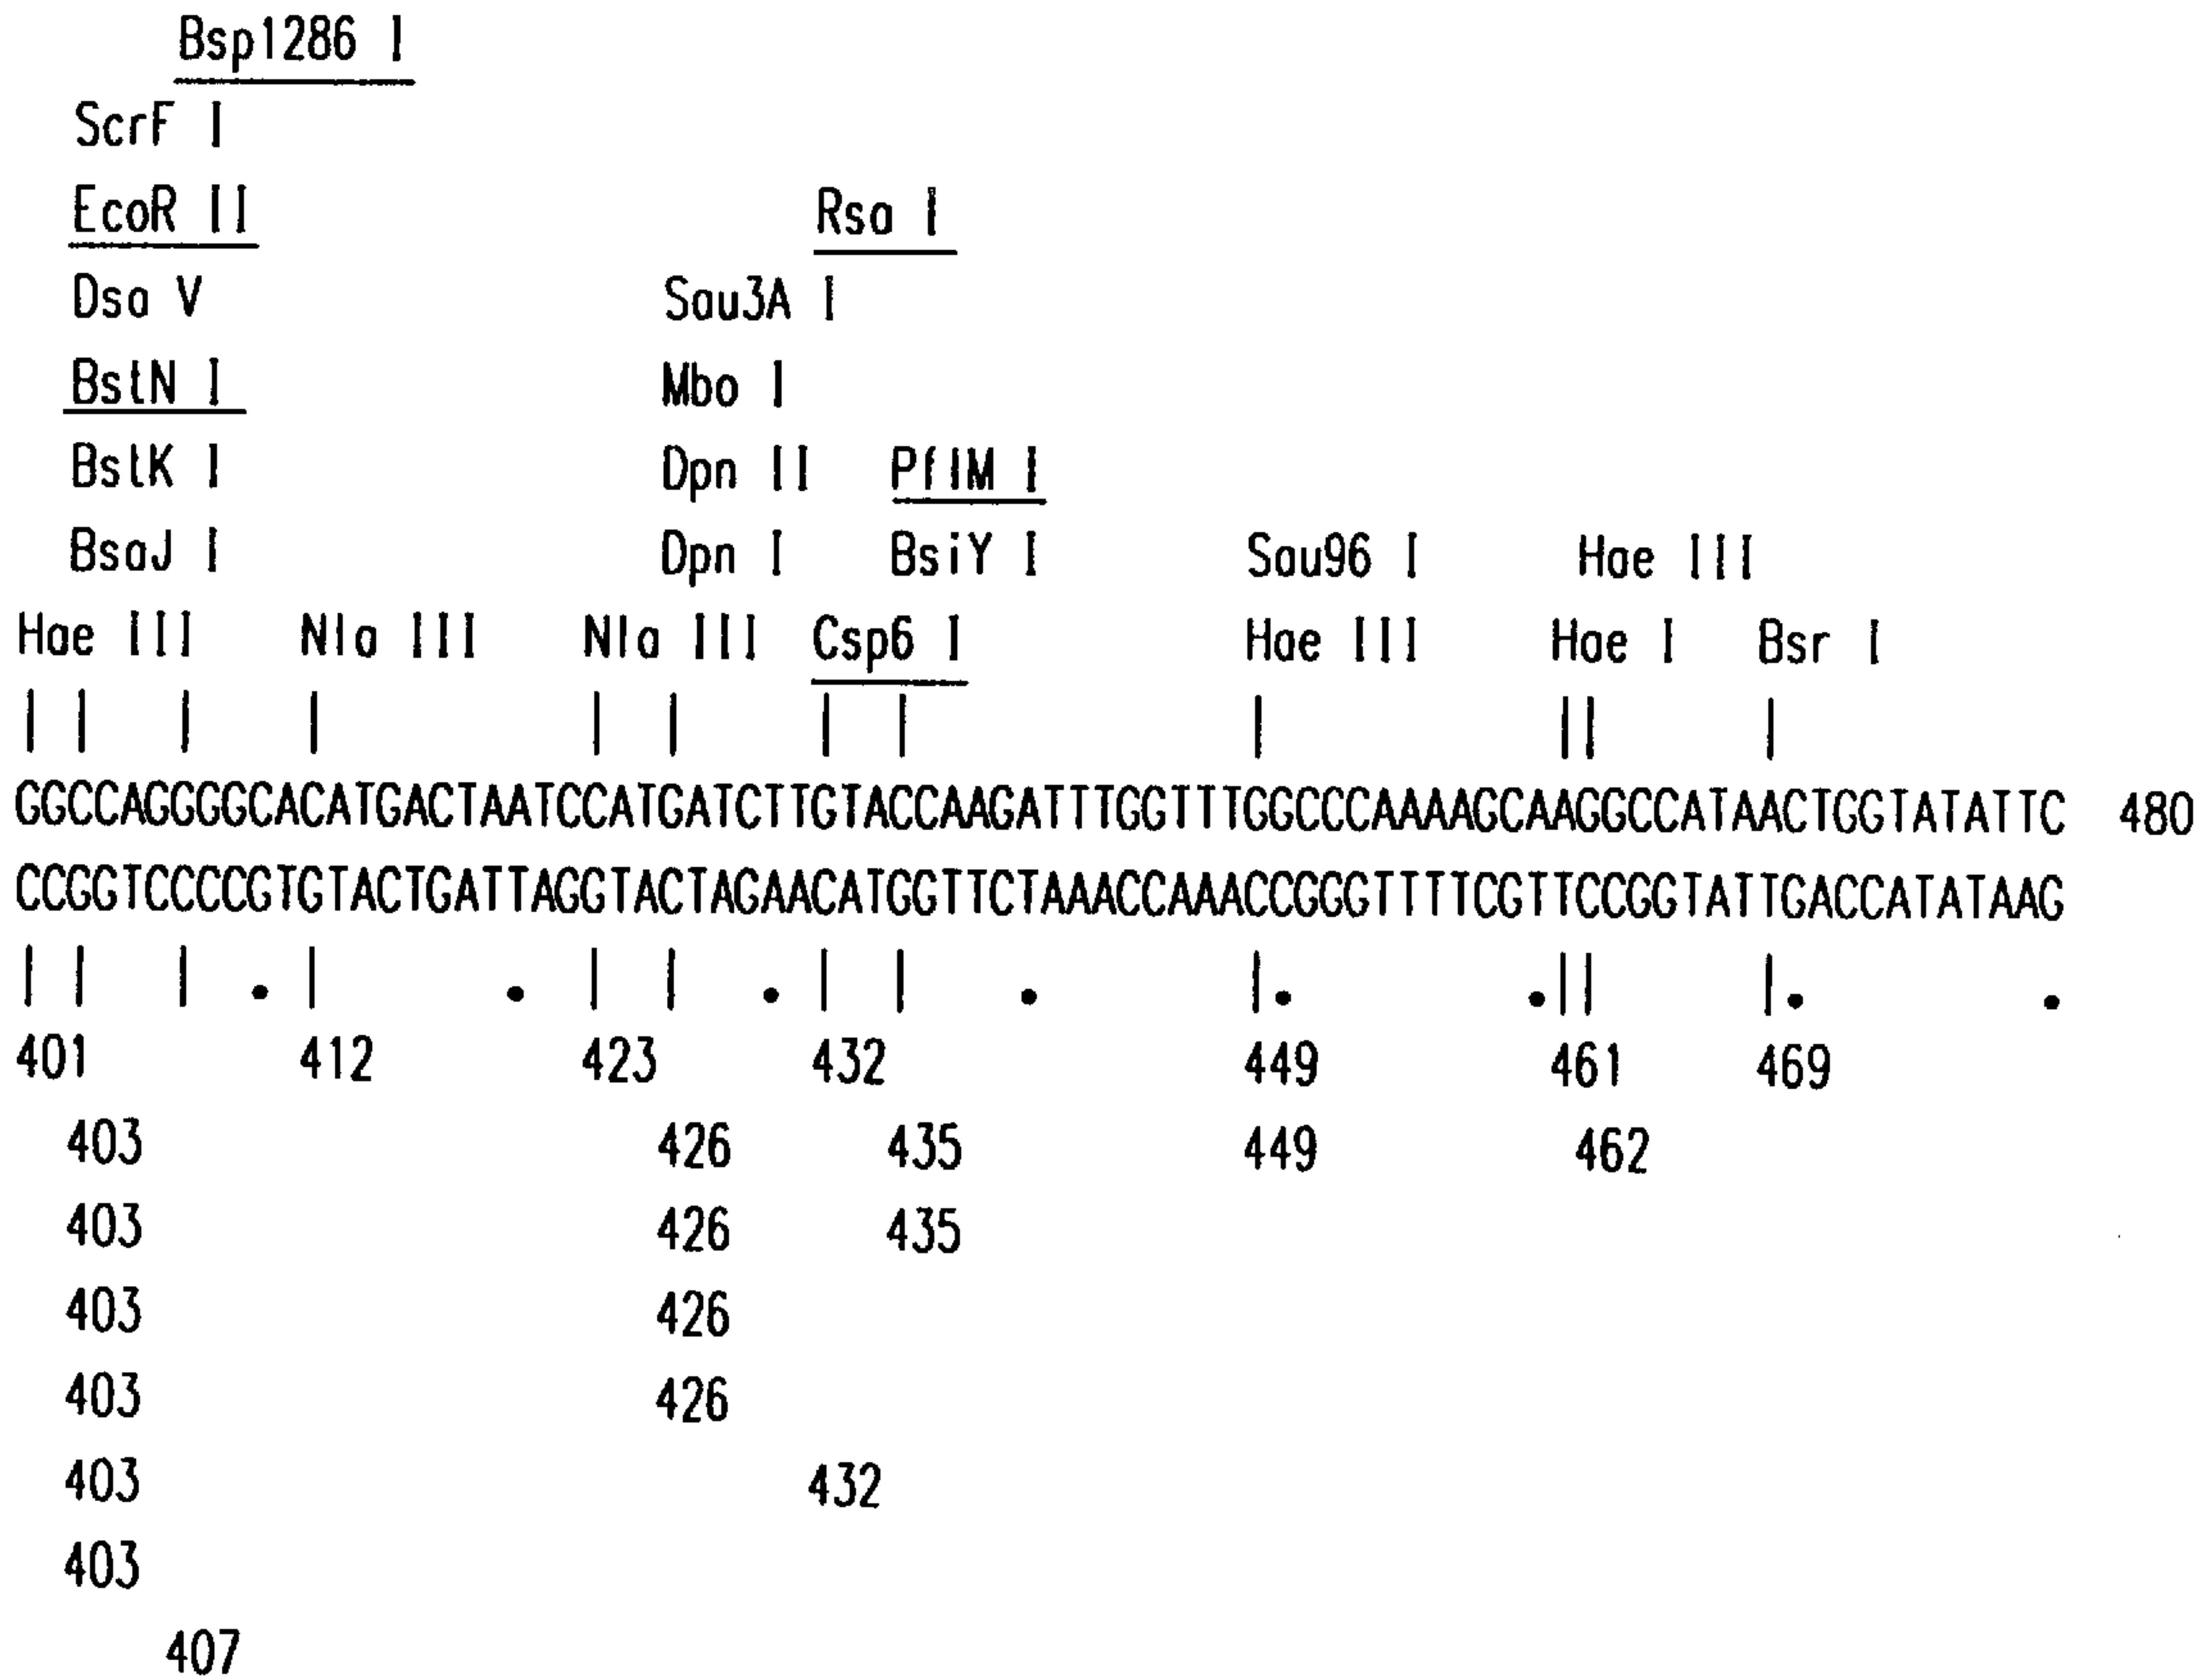 Bsp1286 I
ScrF I
EcoR II Rsa I
Dsa V Sau3A I
BstN I Mbo I
BstK I Dpn II PflM I
BsaJ I Dpn I BsiY I Sau96 I Hae III
Hae III Nla III Nla III Csp6 I Hae III Hae I Bsr I
GGCCAGGGGCACATGACTAATCCATGATCTTGTACCAAGATTTGGTTTGGCCCAAAAGCAAGGCCATAACTGGTATATTC 480
CCGGTCCCCGTGTACTGATTAGGTACTAGAACATGGTTCTAAACCAAACCGGGTTTTCGTTCCGGTATTGACCATATAAG
401 412 423 432 449 461 469
403 426 435 449 462
403 426 435
403 426
403 426
403 432
403
407